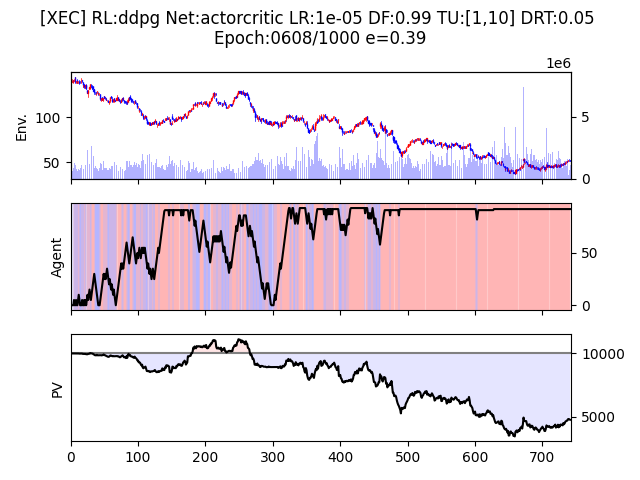 [XEC] RL:ddpg Net:actorcritic LR:1e-05 DF:0.99 TU:[1,10] DRT:0.05
Epoch:0608/1000 e=0.39
1e6
Env.
100
50
5
0
Agent
50
0
PV
10000
5000
0 100 200 300 400 500 600 700